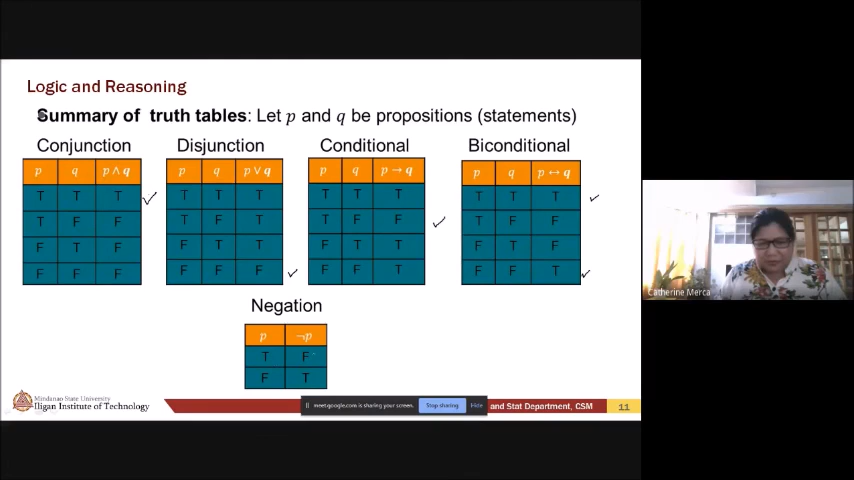 Logic and Reasoning
Summary of truth tables: Let p and q be propositions (statements)
Conjunction
p q p ∧ q
T T T
T F F
F T F
F F F
Disjunction
p q p ∨ q
T T T
T F T
F T T
F F F
Conditional
p q p → q
T T T
T F F
F T T
F F T
Biconditional
p q p ↔ q
T T T
T F F
F T F
F F T
Negation
p ¬p
T F
F T
Mindanao State University
Iligan Institute of Technology
meet.google.com is sharing your screen.
Stop sharing
Hide
and Stat Department, CSM
11
Catherine Merca